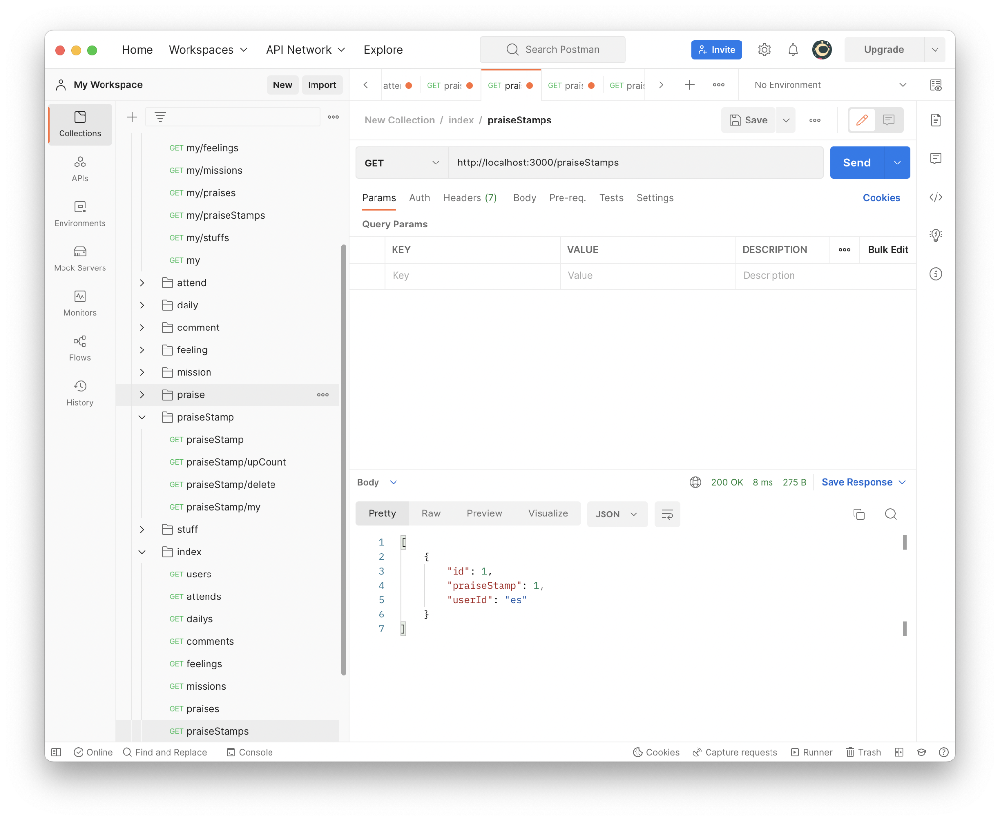 Home Workspaces API Network Explore Search Postman Invite Upgrade
My Workspace New Import
GET GET GET GET No Environment
Collections
APIs
Environments
Mock Servers
Monitors
Flows
History
GET my/feelings
GET my/missions
GET my/praises
GET my/praiseStamps
GET my/stuffs
GET my
attend
daily
comment
feeling
mission
praise
praiseStamp
GET praiseStamp
GET praiseStamp/upCount
GET praiseStamp/delete
GET praiseStamp/my
stuff
index
GET users
GET attends
GET dailys
GET comments
GET feelings
GET missions
GET praises
GET praiseStamps
New Collection / index / praiseStamps Save
GET http://localhost:3000/praiseStamps Send
Params Auth Headers (7) Body Pre-req. Tests Settings Cookies
Query Params
KEY VALUE DESCRIPTION Bulk Edit
Key Value Description
Body 200 OK 8 ms 275 B Save Response
Pretty Raw Preview Visualize JSON
1 [
2 {
3 "id": 1,
4 "praiseStamp": 1,
5 "userId": "es"
6 }
7 ]
Online Find and Replace Console Cookies Capture requests Runner Trash